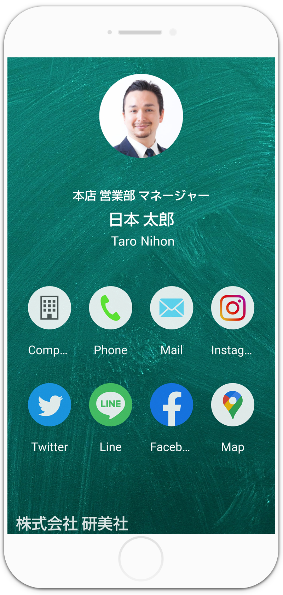 本店 営業部 マネージャー
日本 太郎
Taro Nihon
Comp... Phone Mail Instag...
LINE
Twitter Line Faceb... Map
株式会社 研美社